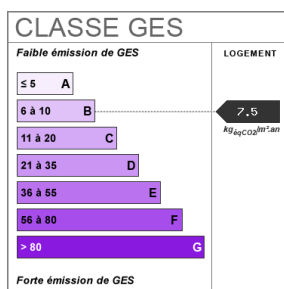 CLASSE GES
Faible émission de GES
LOGEMENT
≤ 5 A
6 à 10 B
7.5
kgéqCO2/m².an
11 à 20 C
21 à 35 D
36 à 55 E
56 à 80 F
> 80 G
Forte émission de GES